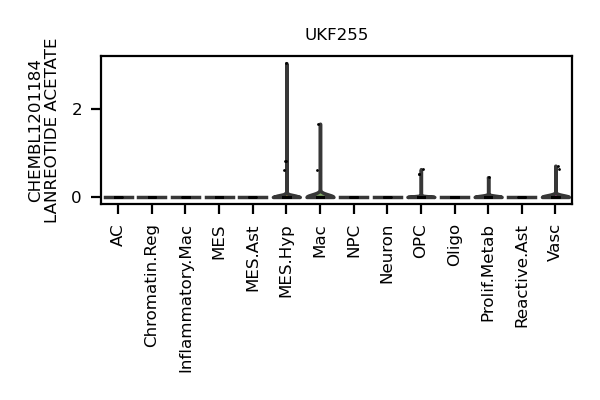 UKF255
CHEMBL1201184
LANREOTIDE ACETATE
2
0
AC
Chromatin.Reg
Inflammatory.Mac
MES
MES.Ast
MES.Hyp
Mac
NPC
Neuron
OPC
Oligo
Prolif.Metab
Reactive.Ast
Vasc